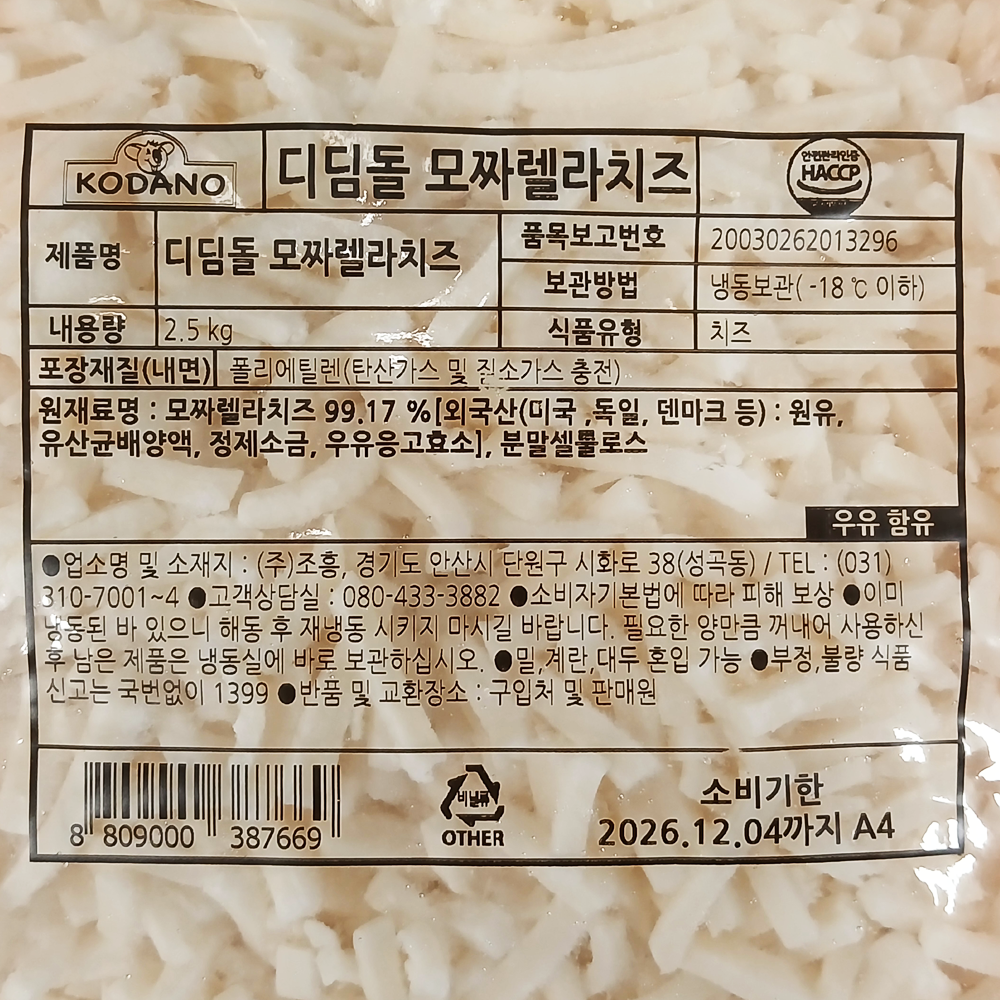 KODANO
디딤돌 모짜렐라치즈
안전관리인증
HACCP
제품명
디딤돌 모짜렐라치즈
품목보고번호
20030262013296
보관방법
냉동보관( -18 ℃ 이하)
내용량
2.5 kg
식품유형
치즈
포장재질(내면)
폴리에틸렌(탄산가스 및 질소가스 충전)
원재료명 : 모짜렐라치즈 99.17 %[외국산(미국 ,독일, 덴마크 등) : 원유,
유산균배양액, 정제소금, 우유응고효소], 분말셀룰로스
우유 함유
●업소명 및 소재지 : (주)조흥, 경기도 안산시 단원구 시화로 38(성곡동) / TEL : (031)
310-7001~4 ●고객상담실 : 080-433-3882 ●소비자기본법에 따라 피해 보상 ●이미
냉동된 바 있으니 해동 후 재냉동 시키지 마시길 바랍니다. 필요한 양만큼 꺼내어 사용하신
후 남은 제품은 냉동실에 바로 보관하십시오. ●밀,계란,대두 혼입 가능 ●부정,불량 식품
신고는 국번없이 1399 ●반품 및 교환장소 : 구입처 및 판매원
8 809000 387669
비닐류
OTHER
소비기한
2026.12.04까지 A4